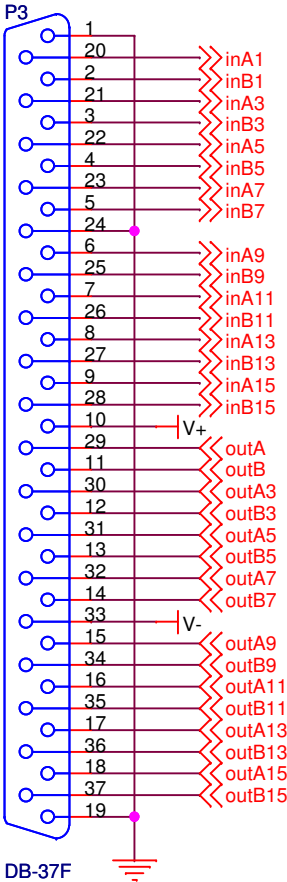 P3
1
20 inA1
2 inB1
21 inA3
3 inB3
22 inA5
4 inB5
23 inA7
5 inB7
24
6 inA9
25 inB9
7 inA11
26 inB11
8 inA13
27 inB13
9 inA15
28 inB15
10 V+
29 outA
11 outB
30 outA3
12 outB3
31 outA5
13 outB5
32 outA7
14 outB7
33 V-
15 outA9
34 outB9
16 outA11
35 outB11
17 outA13
36 outB13
18 outA15
37 outB15
19
DB-37F